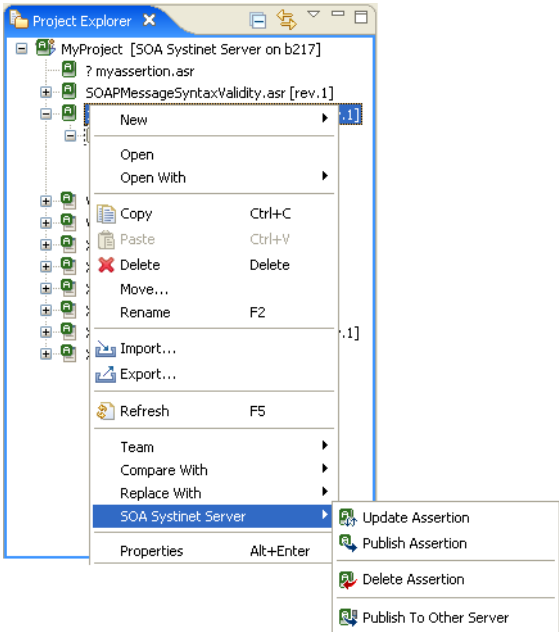 Project Explorer
MyProject [SOA Systinet Server on b217]
? myassertion.asr
SOAPMessageSyntaxValidity.asr [rev.1]
.1]
New
Open
Open With
Copy Ctrl+C
Paste Ctrl+V
Delete Delete
Move...
Rename F2
.1]
Import...
Export...
Refresh F5
Team
Compare With
Replace With
SOA Systinet Server
Properties Alt+Enter
Update Assertion
Publish Assertion
Delete Assertion
Publish To Other Server